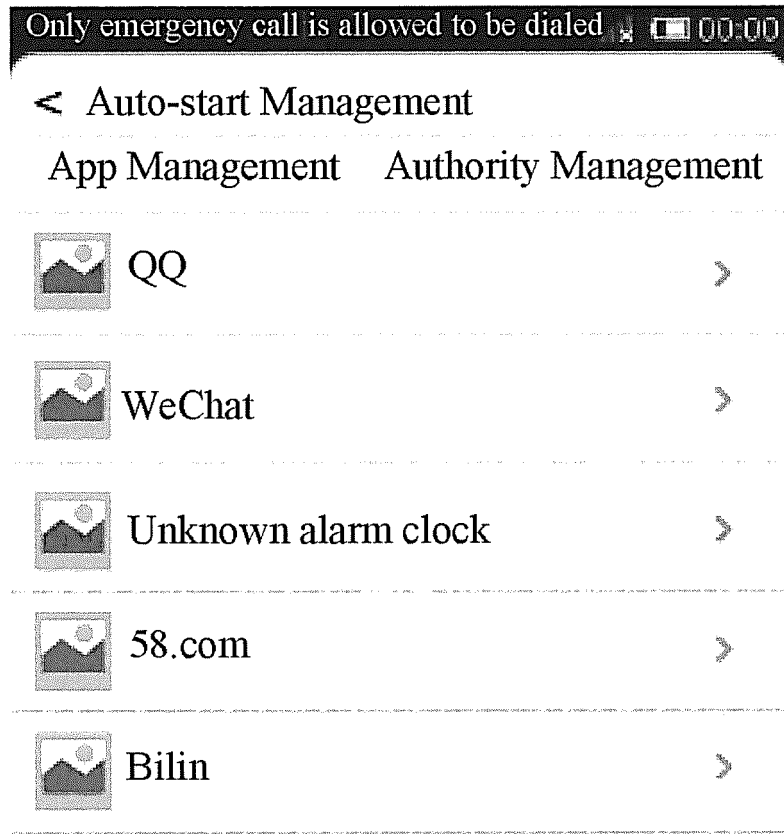 Only emergency call is allowed to be dialed 00:00
< Auto-start Management
App Management Authority Management
QQ >
WeChat >
Unknown alarm clock >
58.com >
Bilin >